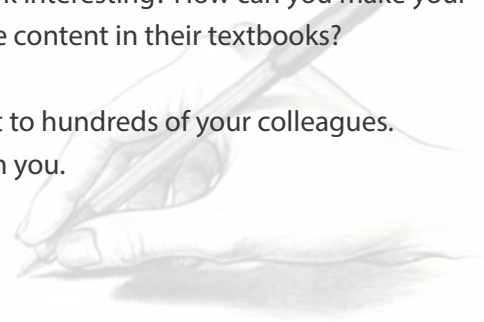 k interesting? How can you make your
e content in their textbooks?
t to hundreds of your colleagues.
n you.